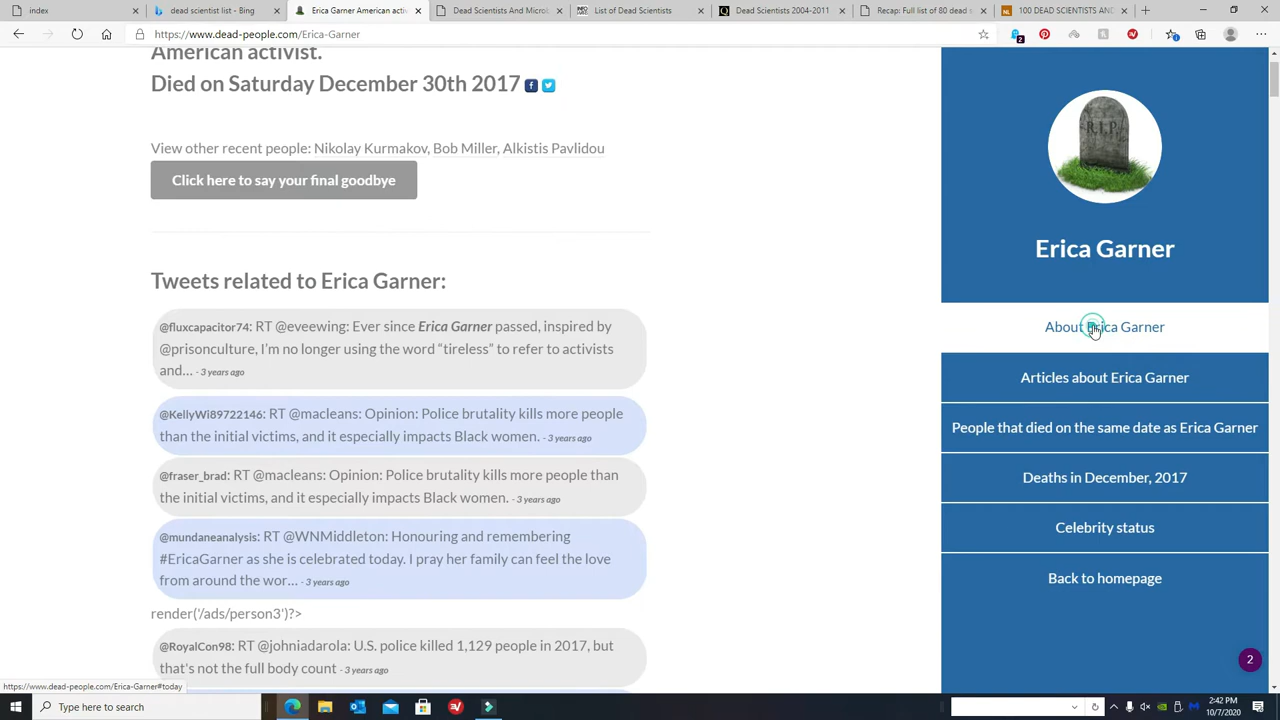 index
dead scientists list - Bing
Erica Garner American activ
Dead Scientists And Microbi
List of Dead Scientists
Dead Scientists 2004-2011
Recap: Full list of 80 dead s
100 DEAD SCIENTISTS AND
https://www.dead-people.com/Erica-Garner
American activist.
Died on Saturday December 30th 2017
View other recent people: Nikolay Kurmakov, Bob Miller, Alkistis Pavlidou
Click here to say your final goodbye
Tweets related to Erica Garner:
@fluxcapacitor74: RT @eveewing: Ever since Erica Garner passed, inspired by
@prisonculture, I'm no longer using the word “tireless” to refer to activists
and… - 3 years ago
@KellyWi89722146: RT @macleans: Opinion: Police brutality kills more people
than the initial victims, and it especially impacts Black women. - 3 years ago
@fraser_brad: RT @macleans: Opinion: Police brutality kills more people than
the initial victims, and it especially impacts Black women. - 3 years ago
@mundaneanalysis: RT @WNMiddleton: Honouring and remembering
#EricaGarner as she is celebrated today. I pray her family can feel the love
from around the wor… - 3 years ago
render('/ads/person3')?>
@RoyalCon98: RT @johniadarola: U.S. police killed 1,129 people in 2017, but
that's not the full body count - 3 years ago
R.I.P.
Erica Garner
About Erica Garner
Articles about Erica Garner
People that died on the same date as Erica Garner
Deaths in December, 2017
Celebrity status
Back to homepage
2
https://www.dead-people.com/Erica-Garner#today
Type here to search
2:42 PM
10/7/2020